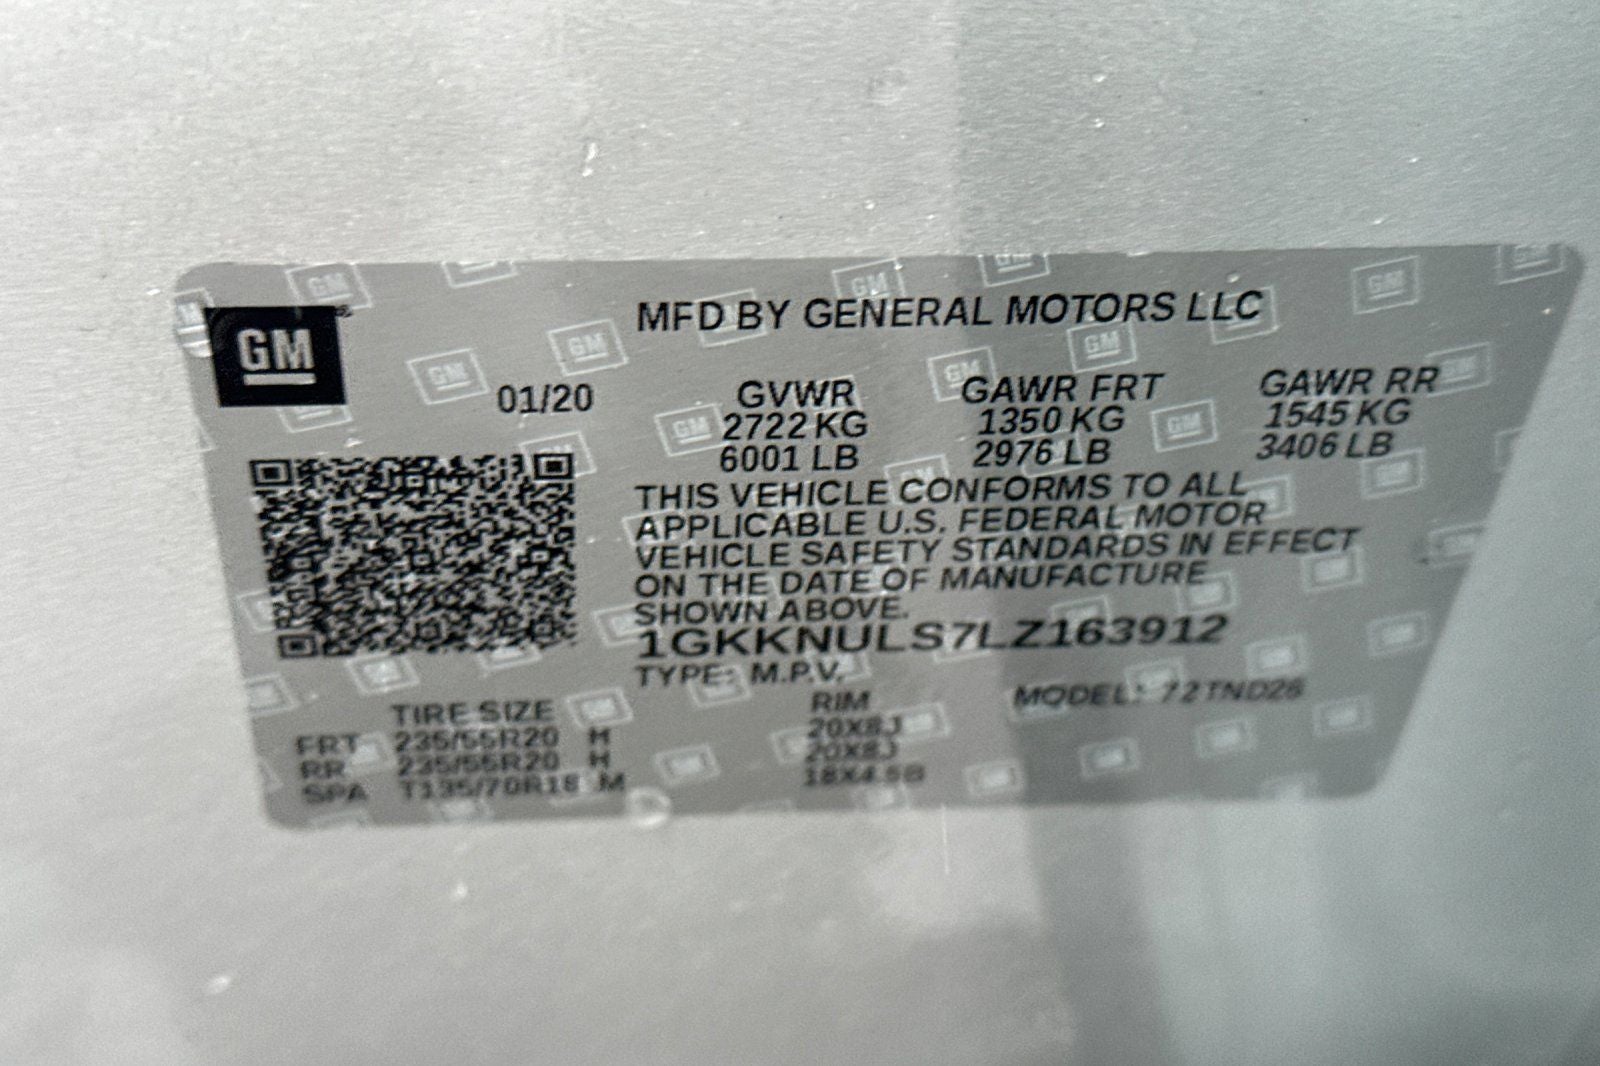 GM
MFD BY GENERAL MOTORS LLC
01/20
GVWR GAWR FRT GAWR RR
2722 KG 1350 KG 1545 KG
6001 LB 2976 LB 3406 LB
THIS VEHICLE CONFORMS TO ALL
APPLICABLE U.S. FEDERAL MOTOR
VEHICLE SAFETY STANDARDS IN EFFECT
ON THE DATE OF MANUFACTURE
SHOWN ABOVE.
1GKKNULS7LZ163912
TYPE: M.P.V.
TIRE SIZE RIM MODEL: 72TND26
FRT 235/55R20 H 20X8J
RR 235/55R20 H 20X8J
SPA T135/70R18 M 18X4.5B